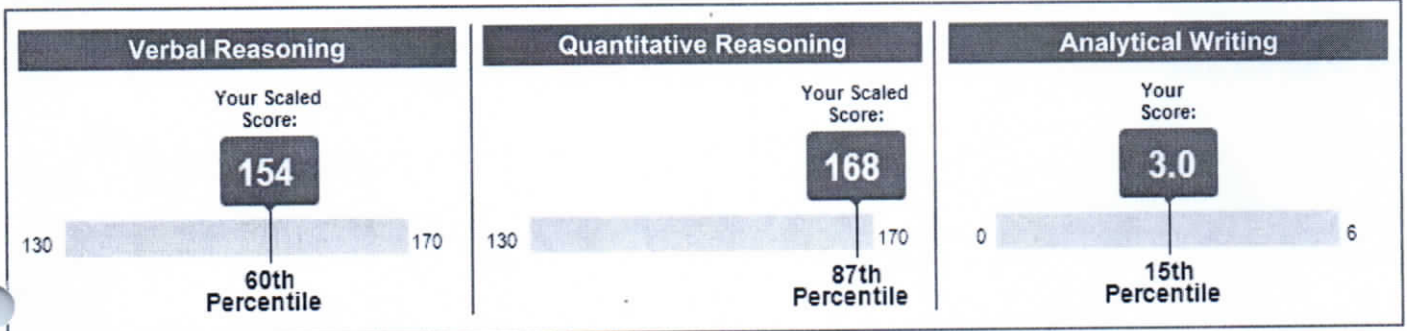 Verbal Reasoning
Your Scaled
Score:
154
130
170
60th
Percentile
Quantitative Reasoning
Your Scaled
Score:
168
130
170
87th
Percentile
Analytical Writing
Your
Score:
3.0
0
6
15th
Percentile